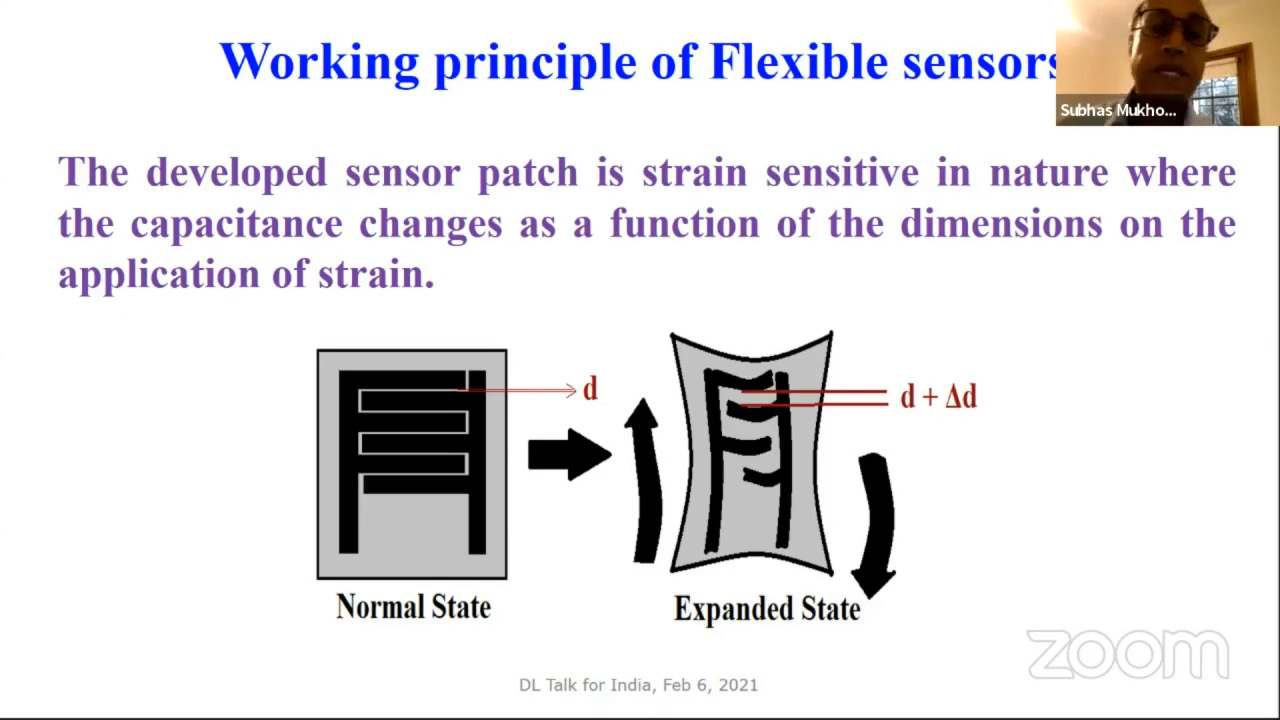 Working principle of Flexible sensors
Subhas Mukho...
The developed sensor patch is strain sensitive in nature where
the capacitance changes as a function of the dimensions on the
application of strain.
d
d + Δd
Normal State
Expanded State
zoom
DL Talk for India, Feb 6, 2021